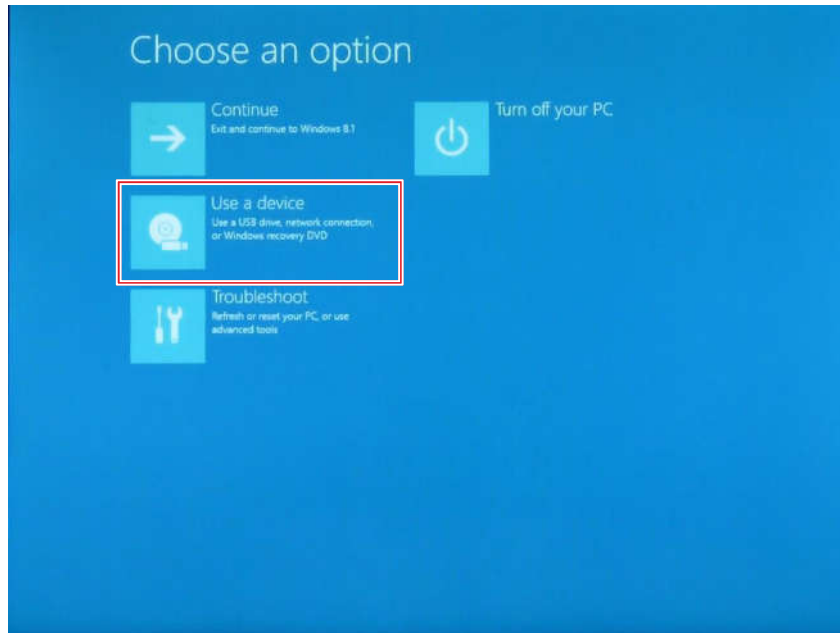 Choose an option
Continue
Exit and continue to Windows 8.1
Turn off your PC
Use a device
Use a USB drive, network connection,
or Windows recovery DVD
Troubleshoot
Refresh or reset your PC, or use
advanced tools